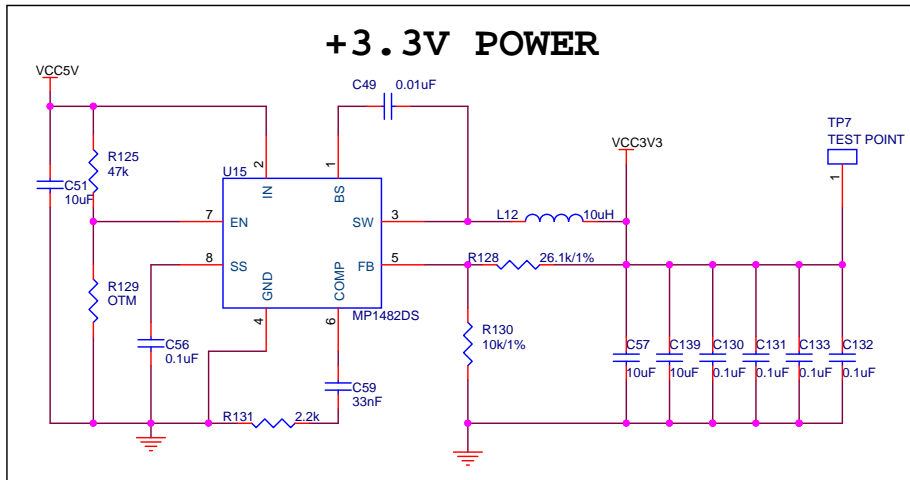 +3.3V POWER
VCC5V
C49 0.01uF
TP7
TEST POINT
VCC3V3
R125
47k
C51
10uF
U15
2
1
1
IN
BS
7
EN
SW
3
L12
10uH
8
SS
FB
5
R128
26.1k/1%
GND
COMP
R129
OTM
4
6
MP1482DS
C56
0.1uF
R130
10k/1%
C57
10uF
C139
10uF
C130
0.1uF
C131
0.1uF
C133
0.1uF
C132
0.1uF
C59
33nF
R131
2.2k